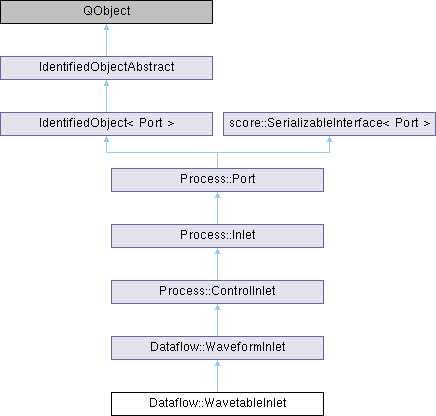 QObject
IdentifiedObjectAbstract
IdentifiedObject< Port >
score::SerializableInterface< Port >
Process::Port
Process::Inlet
Process::ControlInlet
Dataflow::WaveformInlet
Dataflow::WavetableInlet